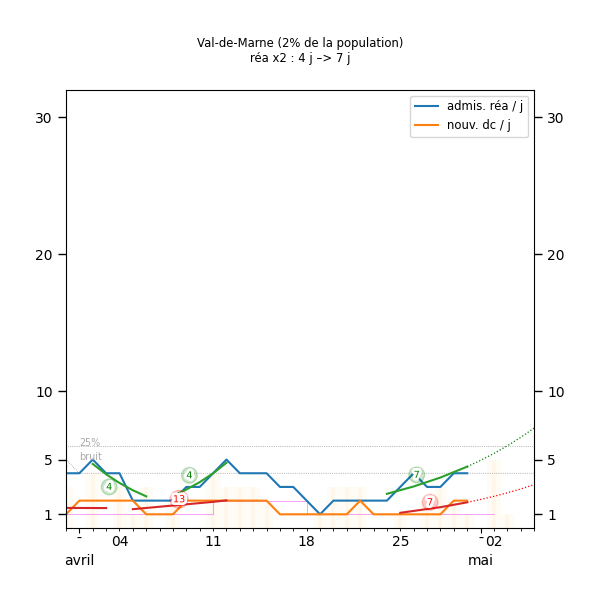 Val-de-Marne (2% de la population)
réa x2 : 4 j –> 7 j
admis. réa / j
nouv. dc / j
30 30
20 20
10 10
25%
bruit
5 5
4 4 13 7 7
1 1
- 04 11 18 25 - 02
avril mai